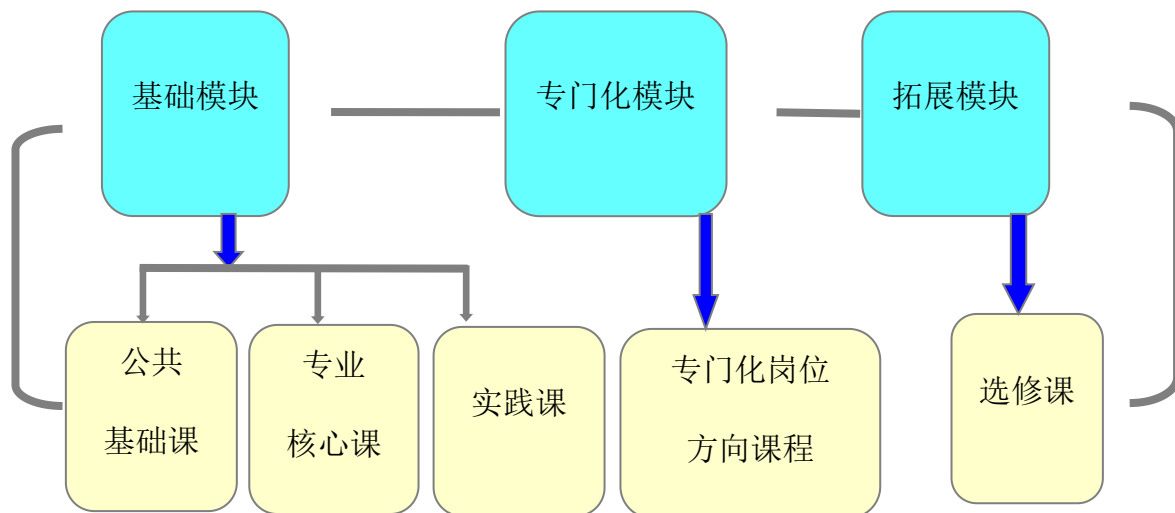 基础模块
专门化模块
拓展模块
公共
基础课
专业
核心课
实践课
专门化岗位
方向课程
选修课